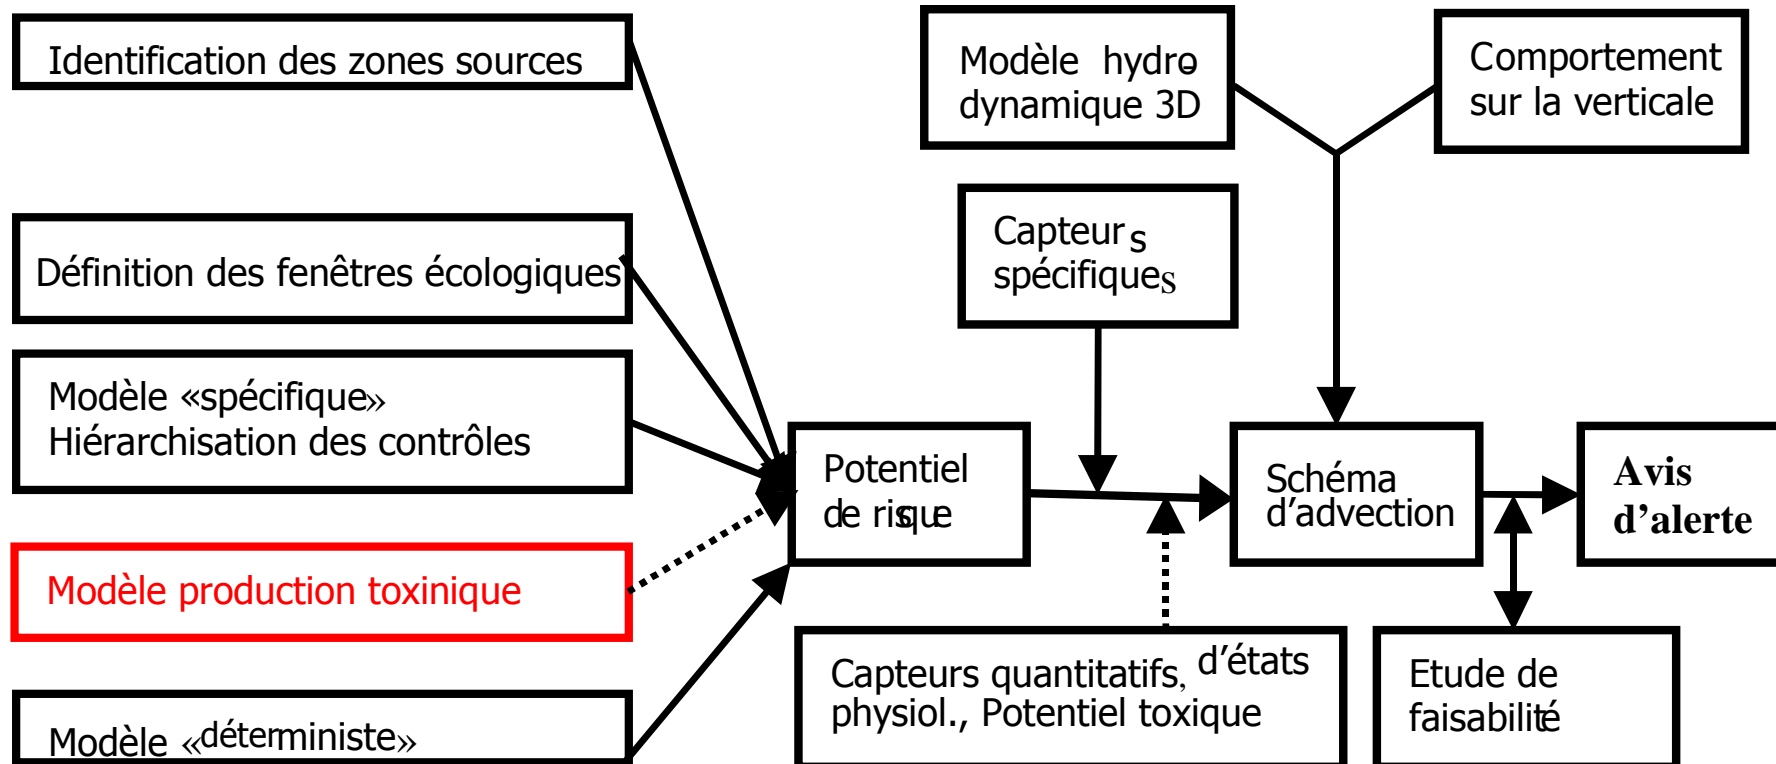 Identification des zones sources
Modèle hydro
dynamique 3D
Comportement
sur la verticale
Capteurs
spécifiques
Définition des fenêtres écologiques
Modèle «spécifique»
Hiérarchisation des contrôles
Potentiel
de risque
Schéma
d’advection
Avis
d’alerte
Modèle production toxinique
Capteurs quantitatifs, d’états
physiol., Potentiel toxique
Etude de
faisabilité
Modèle «déterministe»